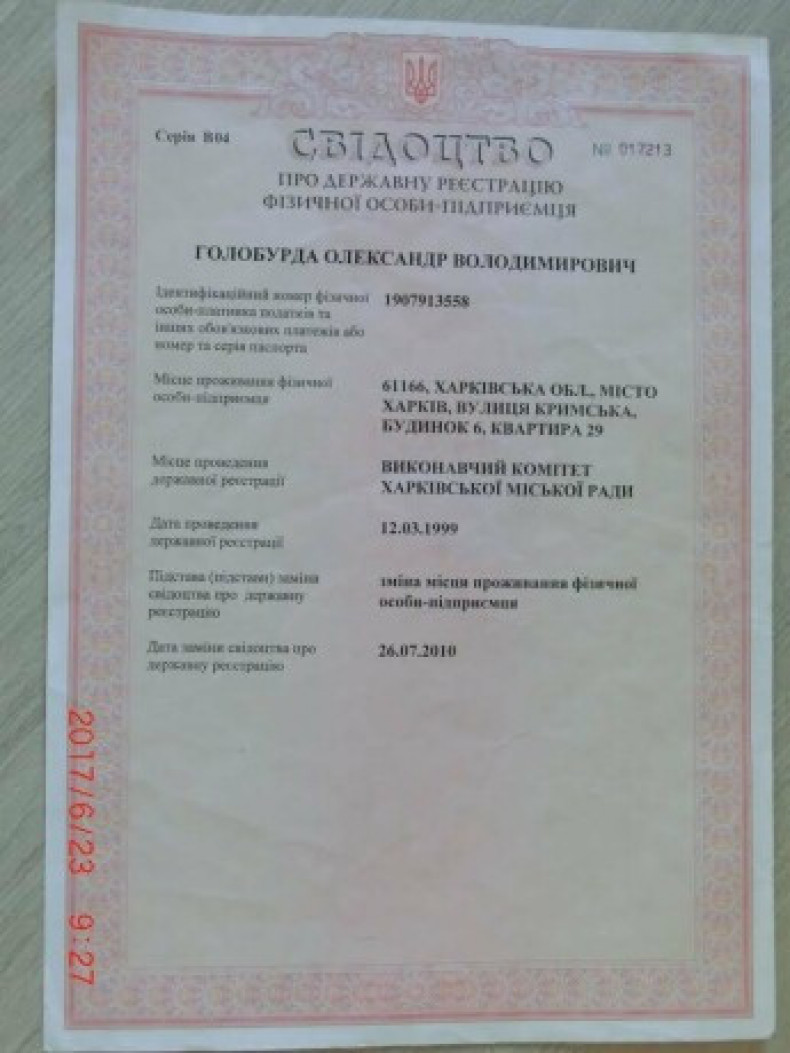 Серія В04
СВІДОЦТВО
№ 017213
ПРО ДЕРЖАВНУ РЕЄСТРАЦІЮ
ФІЗИЧНОЇ ОСОБИ-ПІДПРИЄМЦЯ
ГОЛОБУРДА ОЛЕКСАНДР ВОЛОДИМИРОВИЧ
Ідентифікаційний номер фізичної
особи-платника податків та
інших обов'язкових платежів або
номер та серія паспорта
1907913558
Місце проживання фізичної
особи-підприємця
61166, ХАРКІВСЬКА ОБЛ., МІСТО
ХАРКІВ, ВУЛИЦЯ КРИМСЬКА,
БУДИНОК 6, КВАРТИРА 29
Місце проведення
державної реєстрації
ВИКОНАВЧИЙ КОМІТЕТ
ХАРКІВСЬКОЇ МІСЬКОЇ РАДИ
Дата проведення
державної реєстрації
12.03.1999
Підстава (підстави) заміни
свідоцтва про державну
реєстрацію
зміна місця проживання фізичної
особи-підприємця
Дата заміни свідоцтва про
державну реєстрацію
26.07.2010
2017/6/23 9:27